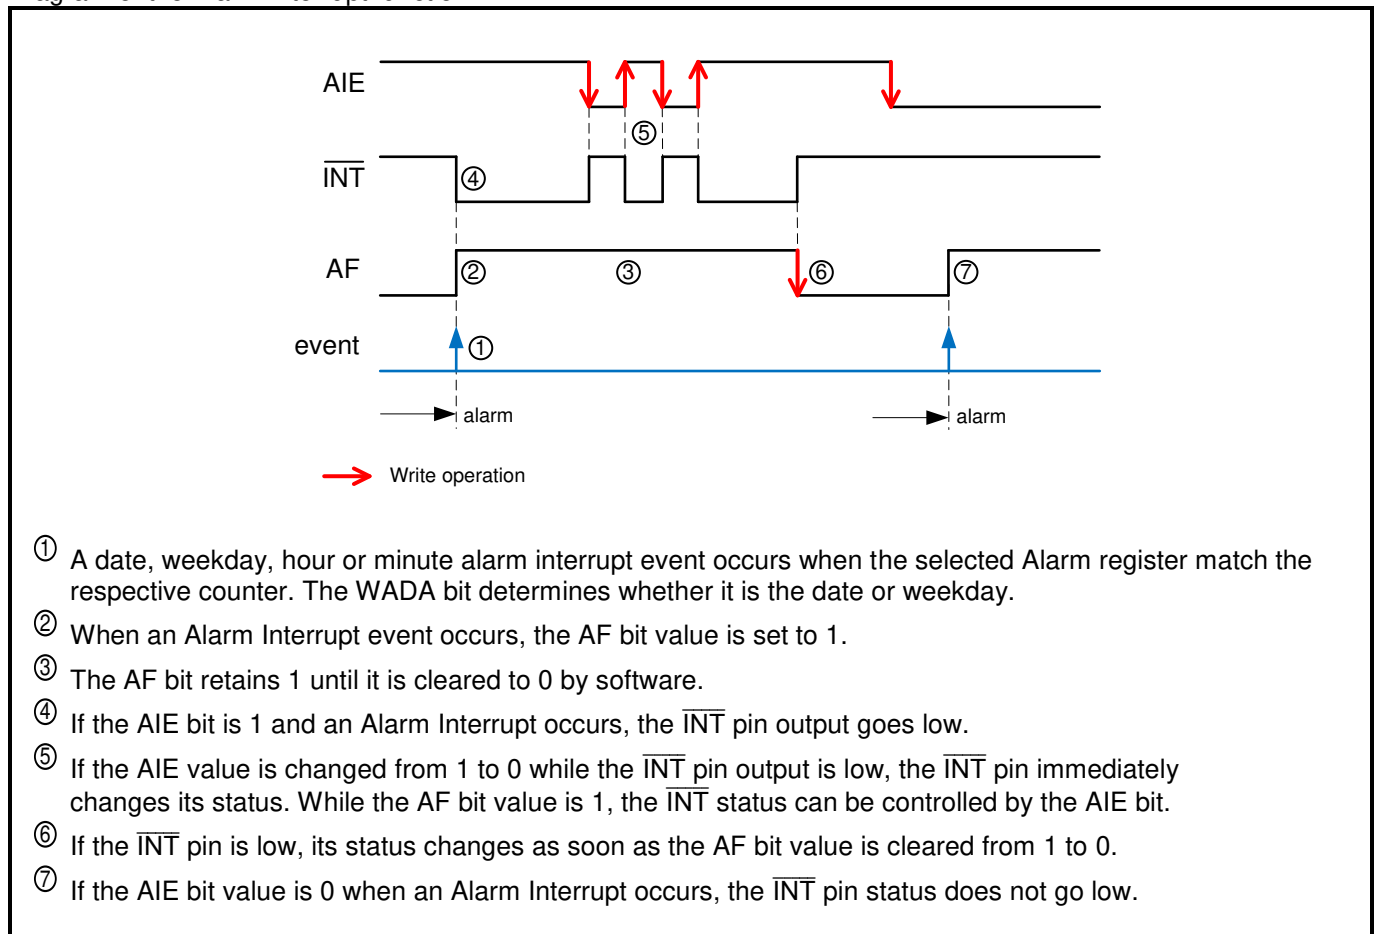 AIE
⑤
INT
④
AF
② ③ ⑥ ⑦
event
①
alarm alarm
Write operation
① A date, weekday, hour or minute alarm interrupt event occurs when the selected Alarm register match the
respective counter. The WADA bit determines whether it is the date or weekday.
② When an Alarm Interrupt event occurs, the AF bit value is set to 1.
③ The AF bit retains 1 until it is cleared to 0 by software.
④ If the AIE bit is 1 and an Alarm Interrupt occurs, the INT pin output goes low.
⑤ If the AIE value is changed from 1 to 0 while the INT pin output is low, the INT pin immediately
changes its status. While the AF bit value is 1, the INT status can be controlled by the AIE bit.
⑥ If the INT pin is low, its status changes as soon as the AF bit value is cleared from 1 to 0.
⑦ If the AIE bit value is 0 when an Alarm Interrupt occurs, the INT pin status does not go low.